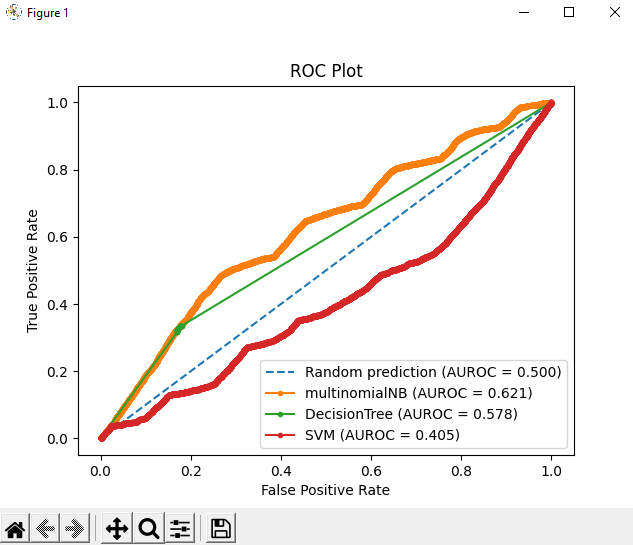 Figure 1
ROC Plot
1.0
0.8
0.6
0.4
0.2
0.0
True Positive Rate
Random prediction (AUROC = 0.500)
multinomialNB (AUROC = 0.621)
DecisionTree (AUROC = 0.578)
SVM (AUROC = 0.405)
0.0 0.2 0.4 0.6 0.8 1.0
False Positive Rate